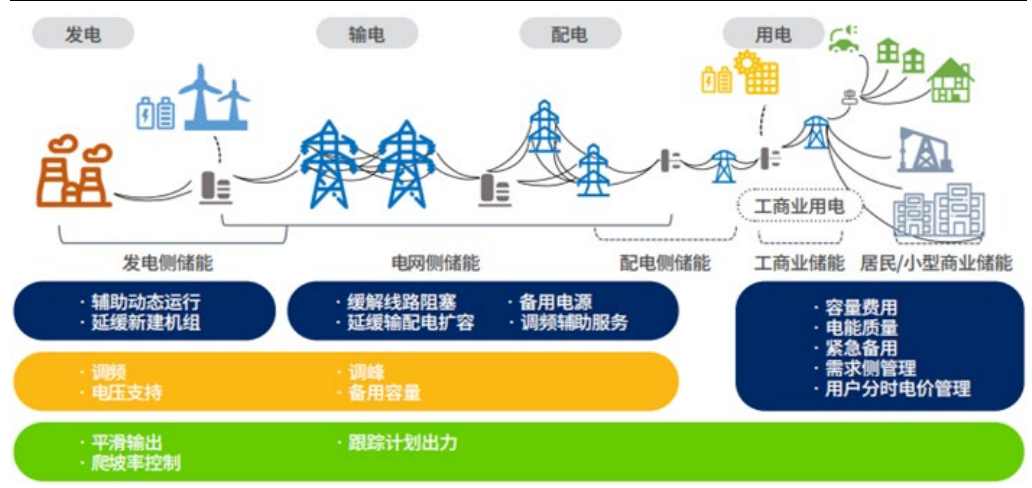 发电
输电
配电
用电
工商业用电
发电侧储能
电网侧储能
配电侧储能
工商业储能
居民/小型商业储能
· 辅助动态运行
· 延缓新建机组
· 缓解线路阻塞
· 延缓输配电扩容
· 备用电源
· 调频辅助服务
· 容量费用
· 电能质量
· 紧急备用
· 需求侧管理
· 用户分时电价管理
· 调频
· 电压支持
· 调峰
· 备用容量
· 平滑输出
· 爬坡率控制
· 跟踪计划出力